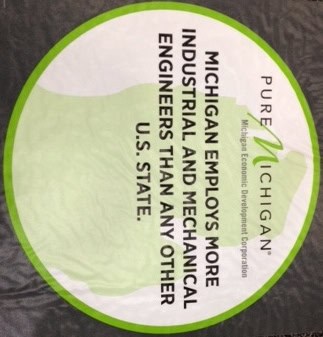 PURE MICHIGAN®
Michigan Economic Development Corporation
MICHIGAN EMPLOYS MORE
INDUSTRIAL AND MECHANICAL
ENGINEERS THAN ANY OTHER
U.S. STATE.